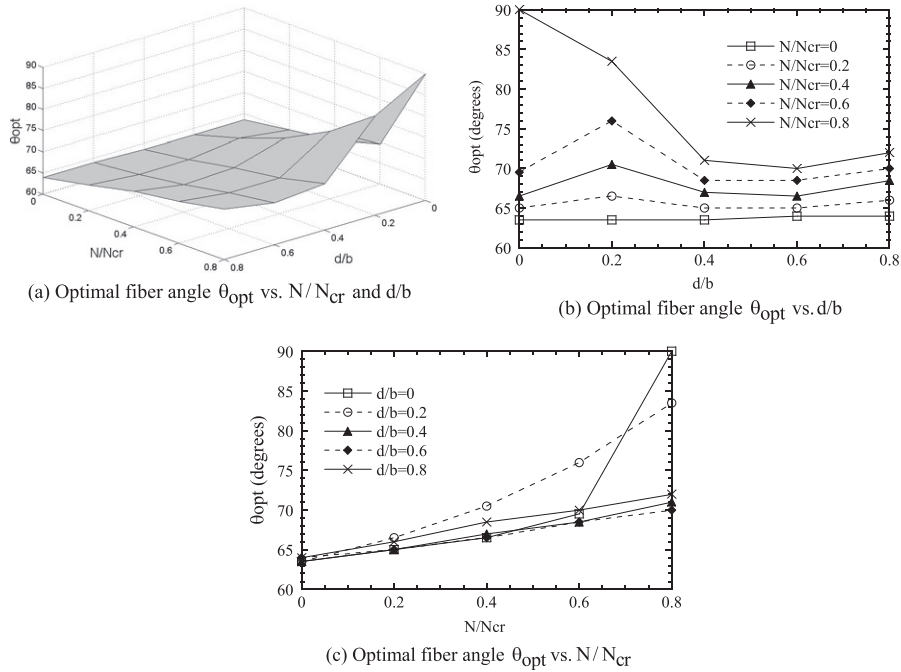 90
85
80
75
70
65
60
θopt
0
0.2
0.4
0.6
0.8
N/Ncr
0.8
0.6
0.4
0.2
0
d/b
(a) Optimal fiber angle θopt vs. N/Ncr and d/b
90
85
80
75
70
65
60
θopt (degrees)
N/Ncr=0
N/Ncr=0.2
N/Ncr=0.4
N/Ncr=0.6
N/Ncr=0.8
0 0.2 0.4 0.6 0.8
d/b
(b) Optimal fiber angle θopt vs. d/b
90
85
80
75
70
65
60
θopt (degrees)
d/b=0
d/b=0.2
d/b=0.4
d/b=0.6
d/b=0.8
0 0.2 0.4 0.6 0.8
N/Ncr
(c) Optimal fiber angle θopt vs. N/Ncr